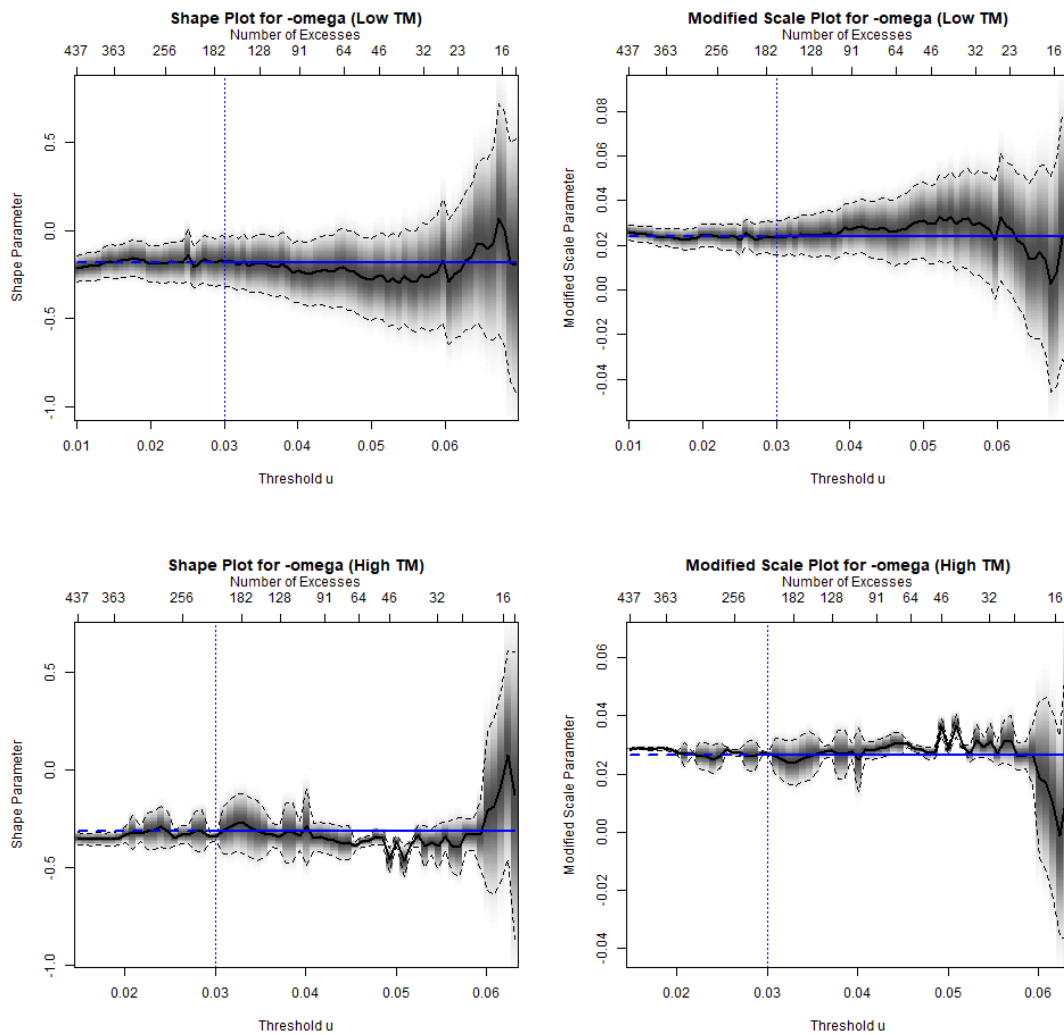 Shape Plot for -omega (Low TM)
Number of Excesses
437 363 256 182 128 91 64 46 32 23 16
Shape Parameter
0.5
0.0
-0.5
-1.0
0.01 0.02 0.03 0.04 0.05 0.06
Threshold u
Modified Scale Plot for -omega (Low TM)
Number of Excesses
437 363 256 182 128 91 64 46 32 23 16
Modified Scale Parameter
0.08
0.06
0.04
0.02
0.00
-0.02
-0.04
0.01 0.02 0.03 0.04 0.05 0.06
Threshold u
Shape Plot for -omega (High TM)
Number of Excesses
437 363 256 182 128 91 64 46 32 16
Shape Parameter
0.5
0.0
-0.5
-1.0
0.02 0.03 0.04 0.05 0.06
Threshold u
Modified Scale Plot for -omega (High TM)
Number of Excesses
437 363 256 182 128 91 64 46 32 16
Modified Scale Parameter
0.06
0.04
0.02
0.00
-0.02
-0.04
0.02 0.03 0.04 0.05 0.06
Threshold u